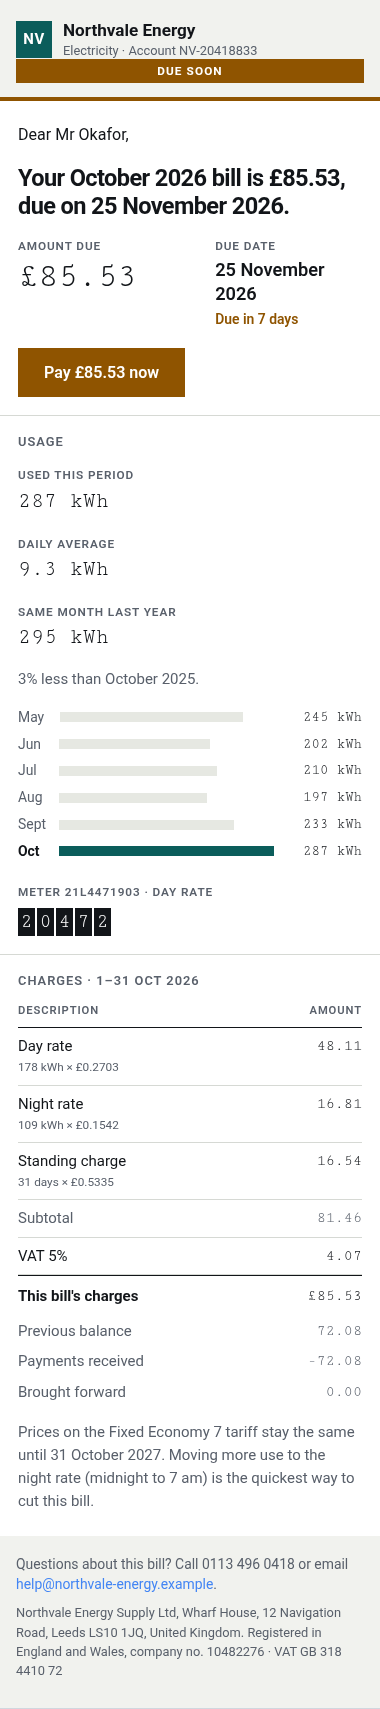 NV
Northvale Energy
Electricity · Account NV-20418833
DUE SOON
Dear Mr Okafor,
Your October 2026 bill is £85.53,
due on 25 November 2026.
AMOUNT DUE
£85.53
DUE DATE
25 November
2026
Due in 7 days
Pay £85.53 now
USAGE
USED THIS PERIOD
287 kWh
DAILY AVERAGE
9.3 kWh
SAME MONTH LAST YEAR
295 kWh
3% less than October 2025.
May 245 kWh
Jun 202 kWh
Jul 210 kWh
Aug 197 kWh
Sept 233 kWh
Oct 287 kWh
METER 21L4471903 · DAY RATE
20472
CHARGES · 1–31 OCT 2026
DESCRIPTION AMOUNT
Day rate 48.11
178 kWh × £0.2703
Night rate 16.81
109 kWh × £0.1542
Standing charge 16.54
31 days × £0.5335
Subtotal 81.46
VAT 5% 4.07
This bill's charges £85.53
Previous balance 72.08
Payments received -72.08
Brought forward 0.00
Prices on the Fixed Economy 7 tariff stay the same
until 31 October 2027. Moving more use to the
night rate (midnight to 7 am) is the quickest way to
cut this bill.
Questions about this bill? Call 0113 496 0418 or email
help@northvale-energy.example.
Northvale Energy Supply Ltd, Wharf House, 12 Navigation
Road, Leeds LS10 1JQ, United Kingdom. Registered in
England and Wales, company no. 10482276 · VAT GB 318
4410 72